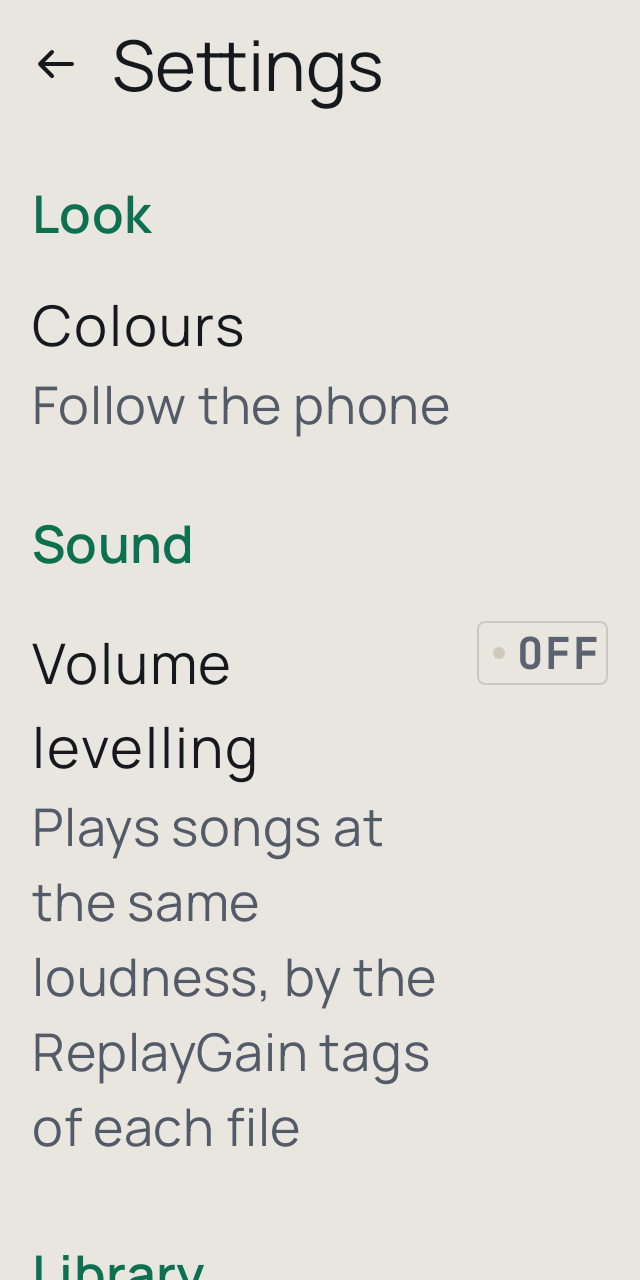 Settings
Look
Colours
Follow the phone
Sound
Volume
levelling
OFF
Plays songs at
the same
loudness, by the
ReplayGain tags
of each file
Library